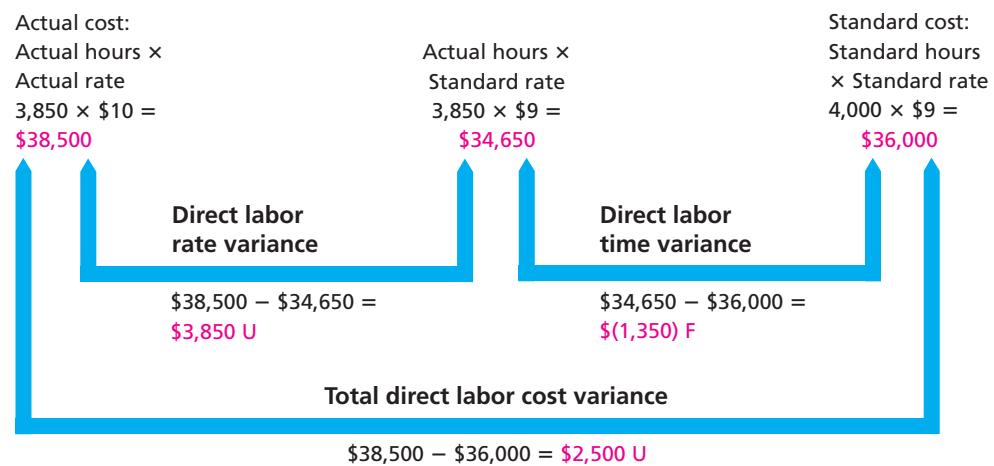 Actual cost:
Actual hours ×
Actual rate
3,850 × $10 =
$38,500
Actual hours ×
Standard rate
3,850 × $9 =
$34,650
Standard cost:
Standard hours
× Standard rate
4,000 × $9 =
$36,000
Direct labor
rate variance
$38,500 − $34,650 =
$3,850 U
Direct labor
time variance
$34,650 − $36,000 =
$(1,350) F
Total direct labor cost variance
$38,500 − $36,000 = $2,500 U